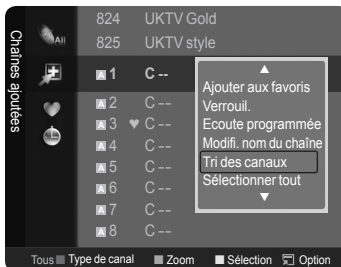 Chaînes ajoutées
All
824 UKTV Gold
825 UKTV style
A 1 C --
A 2 C --
A 3 ♥ C --
A 4 C --
A 5 C --
A 6 C --
A 7 C --
A 8 C --
▲
Ajouter aux favoris
Verrouil.
Ecoute programmée
Modifi. nom du chaîne
Tri des canaux
Sélectionner tout
▼
Tous Type de canal Zoom Sélection Option